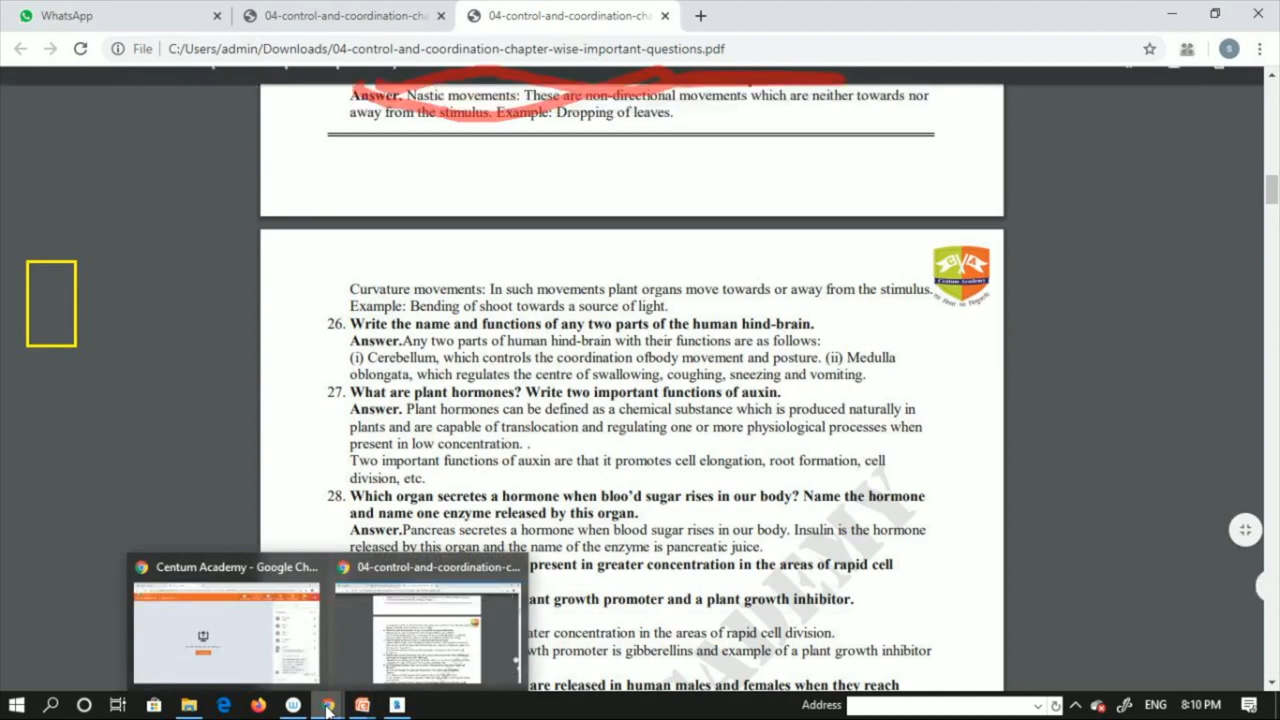 WhatsApp
04-control-and-coordination-cha
04-control-and-coordination-cha
File
C:/Users/admin/Downloads/04-control-and-coordination-chapter-wise-important-questions.pdf
S
Answer. Nastic movements: These are non-directional movements which are neither towards nor
away from the stimulus. Example: Dropping of leaves.
Centum Academy
Curvature movements: In such movements plant organs move towards or away from the stimulus.
Example: Bending of shoot towards a source of light.
26. Write the name and functions of any two parts of the human hind-brain.
Answer.Any two parts of human hind-brain with their functions are as follows:
(i) Cerebellum, which controls the coordination ofbody movement and posture. (ii) Medulla
oblongata, which regulates the centre of swallowing, coughing, sneezing and vomiting.
27. What are plant hormones? Write two important functions of auxin.
Answer. Plant hormones can be defined as a chemical substance which is produced naturally in
plants and are capable of translocation and regulating one or more physiological processes when
present in low concentration. .
Two important functions of auxin are that it promotes cell elongation, root formation, cell
division, etc.
28. Which organ secretes a hormone when bloo’d sugar rises in our body? Name the hormone
and name one enzyme released by this organ.
Answer.Pancreas secretes a hormone when blood sugar rises in our body. Insulin is the hormone
released by this organ and the name of the enzyme is pancreatic juice.
present in greater concentration in the areas of rapid cell
ant growth promoter and a plant growth inhibitor.
ater concentration in the areas of rapid cell division.
wth promoter is gibberellins and example of a plant growth inhibitor
are released in human males and females when they reach
CADEMY
Centum Academy - Google Ch...
04-control-and-coordination-c...
Address
ENG
8:10 PM